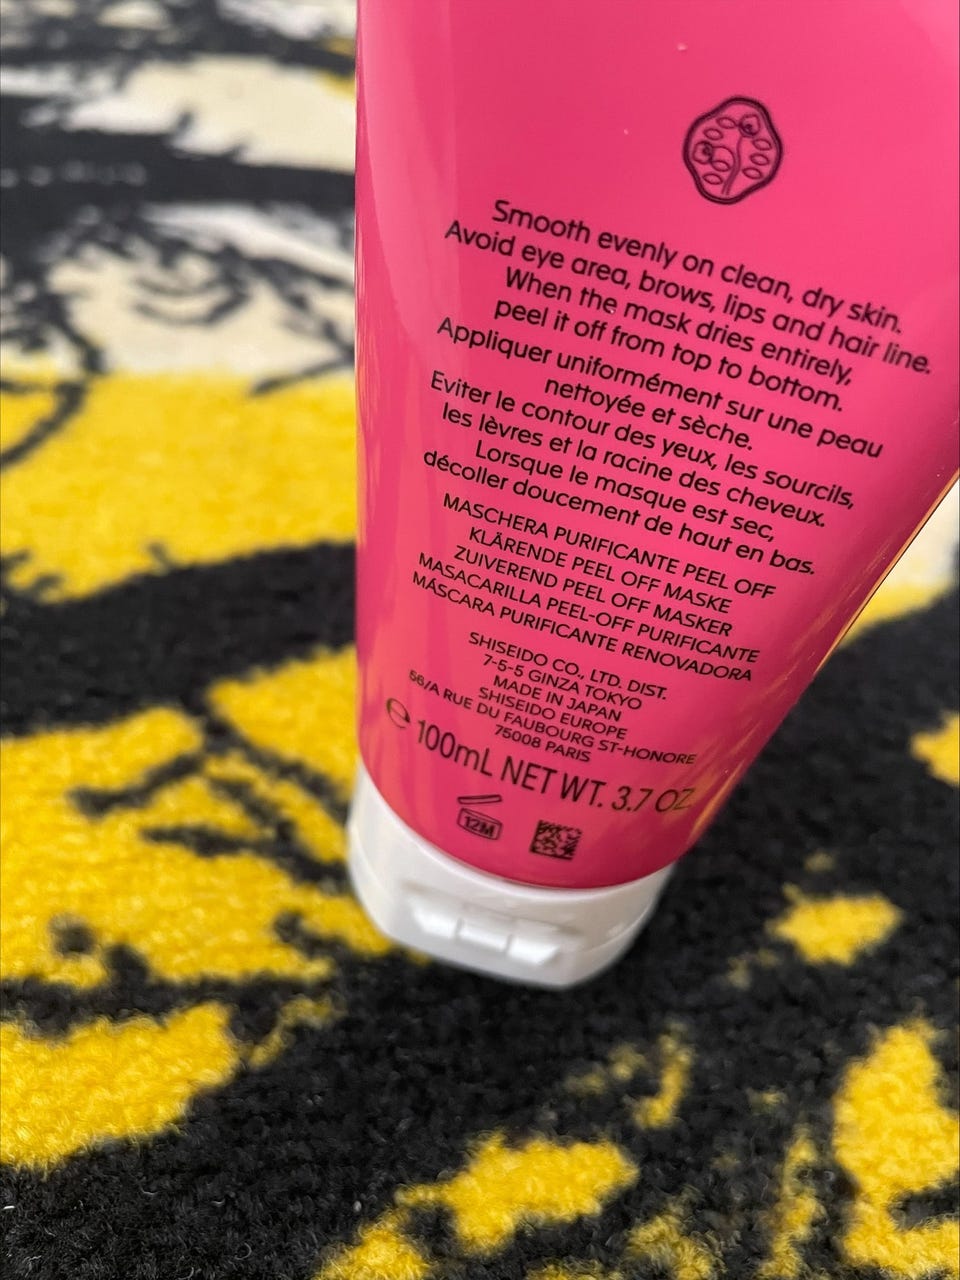 Smooth evenly on clean, dry skin.
Avoid eye area, brows, lips and hair line.
When the mask dries entirely,
peel it off from top to bottom.
Appliquer uniformément sur une peau
nettoyée et sèche.
Eviter le contour des yeux, les sourcils,
les lèvres et la racine des cheveux.
Lorsque le masque est sec,
décoller doucement de haut en bas.
MASCHERA PURIFICANTE PEEL OFF
KLÄRENDE PEEL OFF MASKE
ZUIVEREND PEEL OFF MASKER
MASACARILLA PEEL-OFF PURIFICANTE
MÁSCARA PURIFICANTE RENOVADORA
SHISEIDO CO., LTD. DIST.
7-5-5 GINZA TOKYO
MADE IN JAPAN
SHISEIDO EUROPE
56/A RUE DU FAUBOURG ST-HONORE
75008 PARIS
℮ 100mL NET WT. 3.7 OZ.
12M